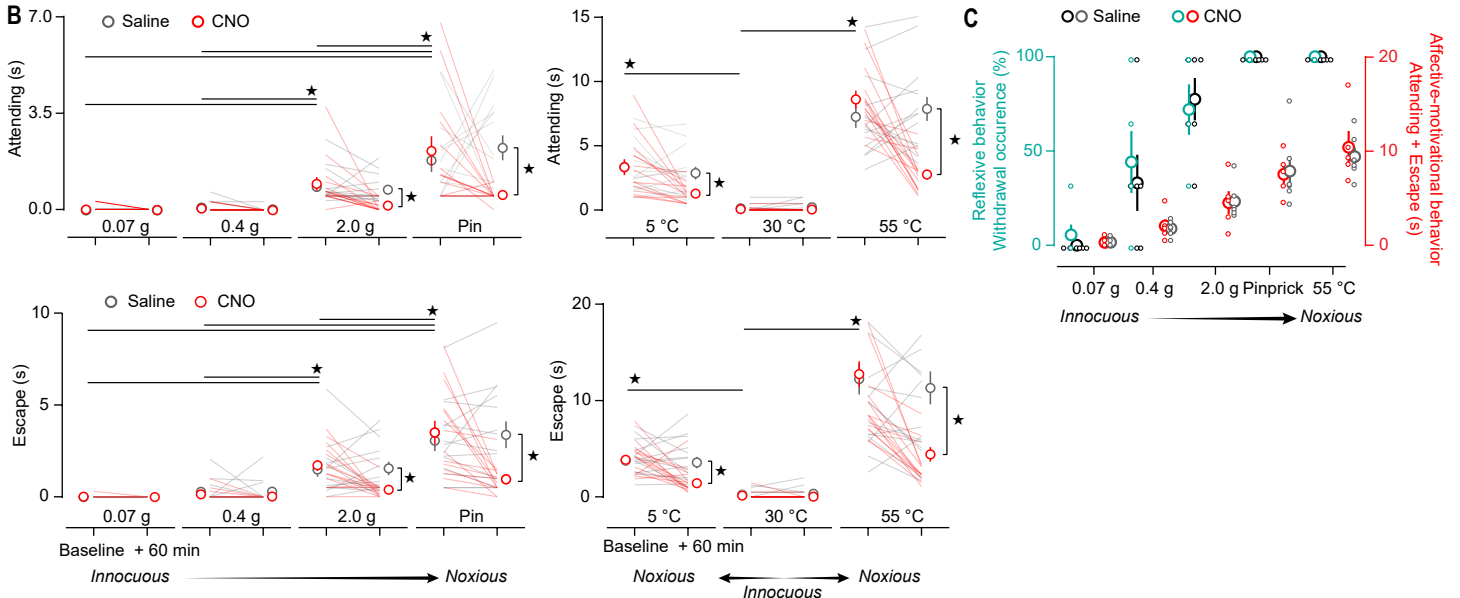 B
7.0
3.5
0.0
Attending (s)
Saline
CNO
★
★
★
★
0.07 g
0.4 g
2.0 g
Pin
15
10
5
0
Attending (s)
★
★
★
★
5 °C
30 °C
55 °C
10
5
0
Escape (s)
Saline
CNO
★
★
★
★
0.07 g
0.4 g
2.0 g
Pin
Baseline + 60 min
Innocuous
Noxious
20
10
0
Escape (s)
★
★
★
★
5 °C
30 °C
55 °C
Baseline + 60 min
Noxious
Innocuous
Noxious
C
Saline
CNO
100
50
0
Reflexive behavior
Withdrawal occurence (%)
20
10
0
Affective-motivational behavior
Attending + Escape (s)
0.07 g
0.4 g
2.0 g
Pinprick
55 °C
Innocuous
Noxious